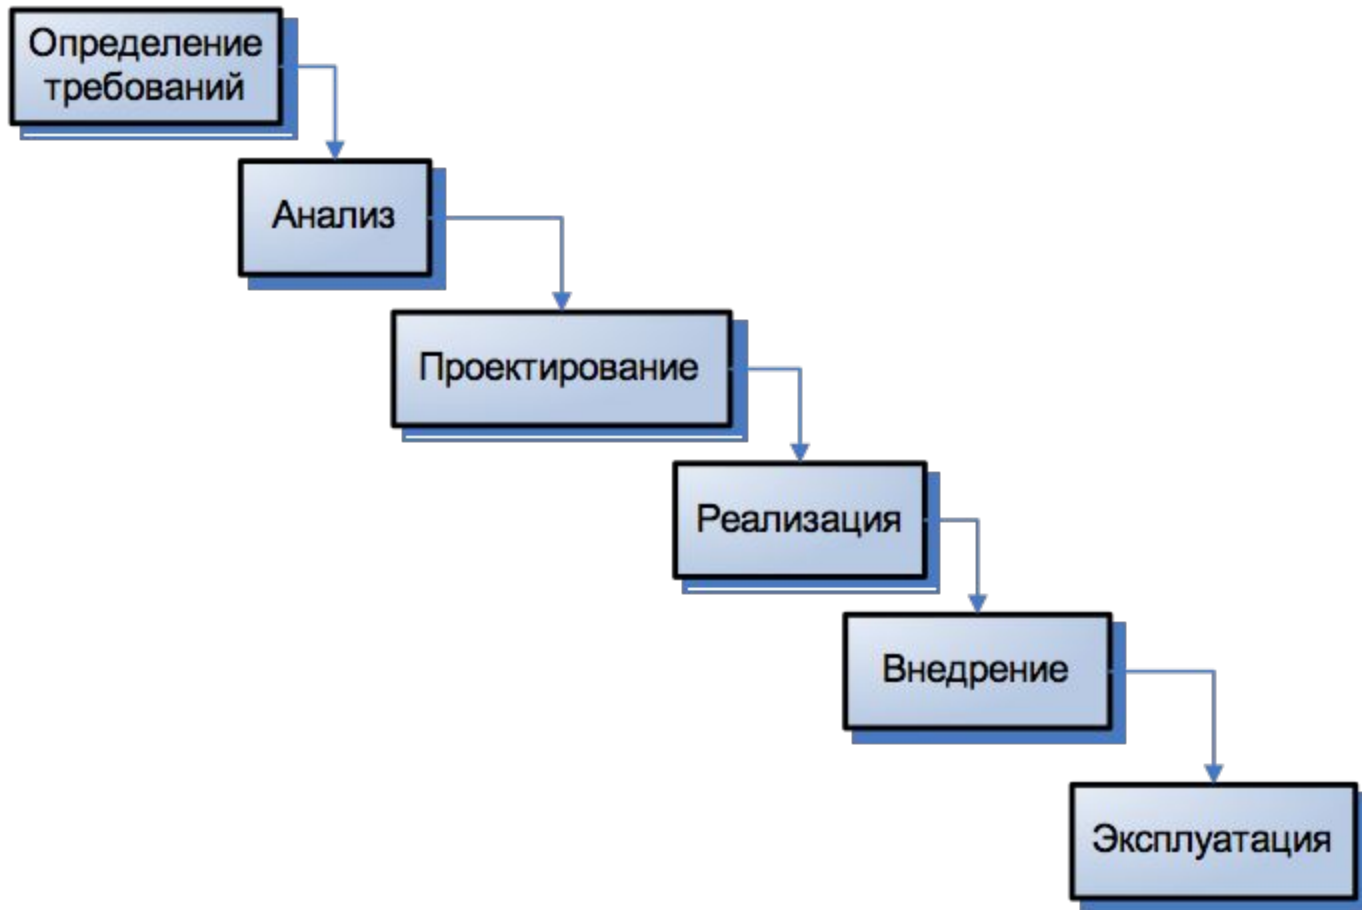 Определение
требований
Анализ
Проектирование
Реализация
Внедрение
Эксплуатация